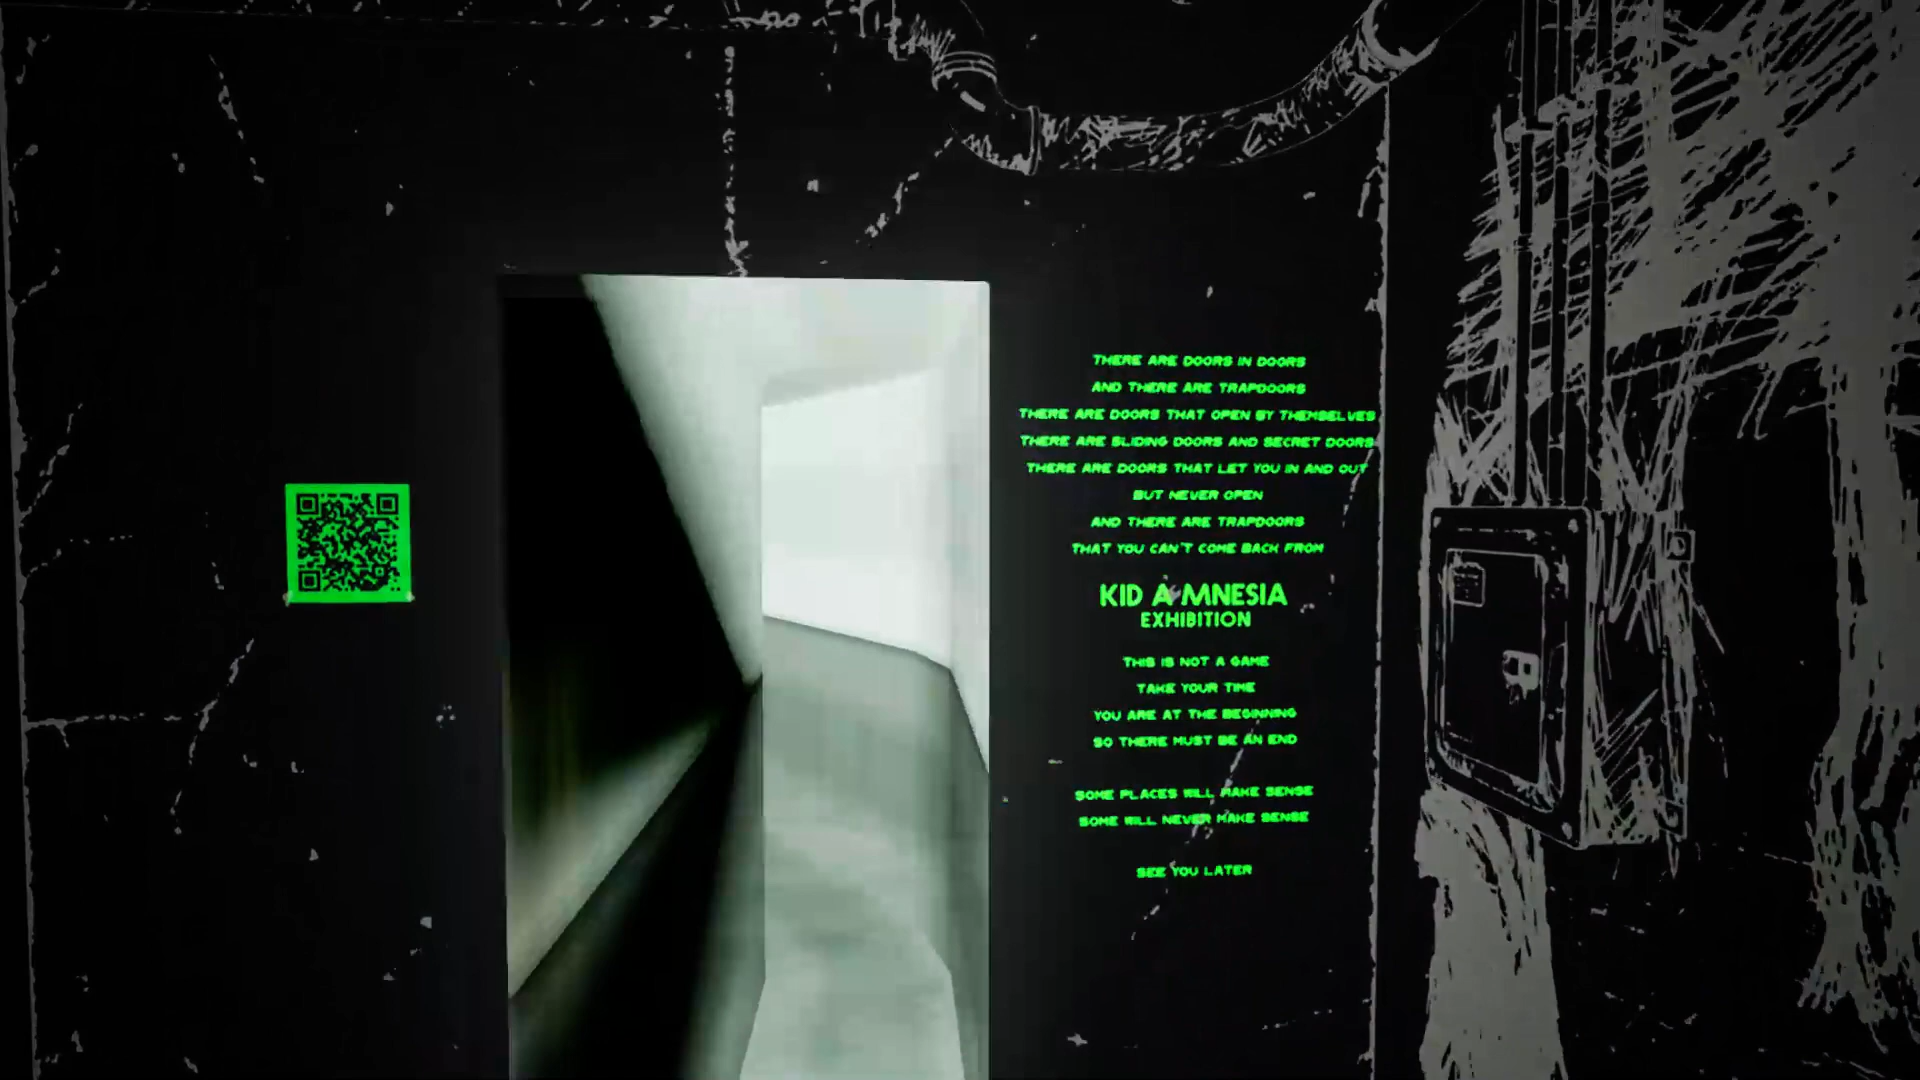 THERE ARE DOORS IN DOORS
AND THERE ARE TRAPDOORS
THERE ARE DOORS THAT OPEN BY THEMSELVES
THERE ARE SLIDING DOORS AND SECRET DOORS
THERE ARE DOORS THAT LET YOU IN AND OUT
BUT NEVER OPEN
AND THERE ARE TRAPDOORS
THAT YOU CAN'T COME BACK FROM
KID A MNESIA
EXHIBITION
THIS IS NOT A GAME
TAKE YOUR TIME
YOU ARE AT THE BEGINNING
SO THERE MUST BE AN END
SOME PLACES WILL MAKE SENSE
SOME WILL NEVER MAKE SENSE
SEE YOU LATER